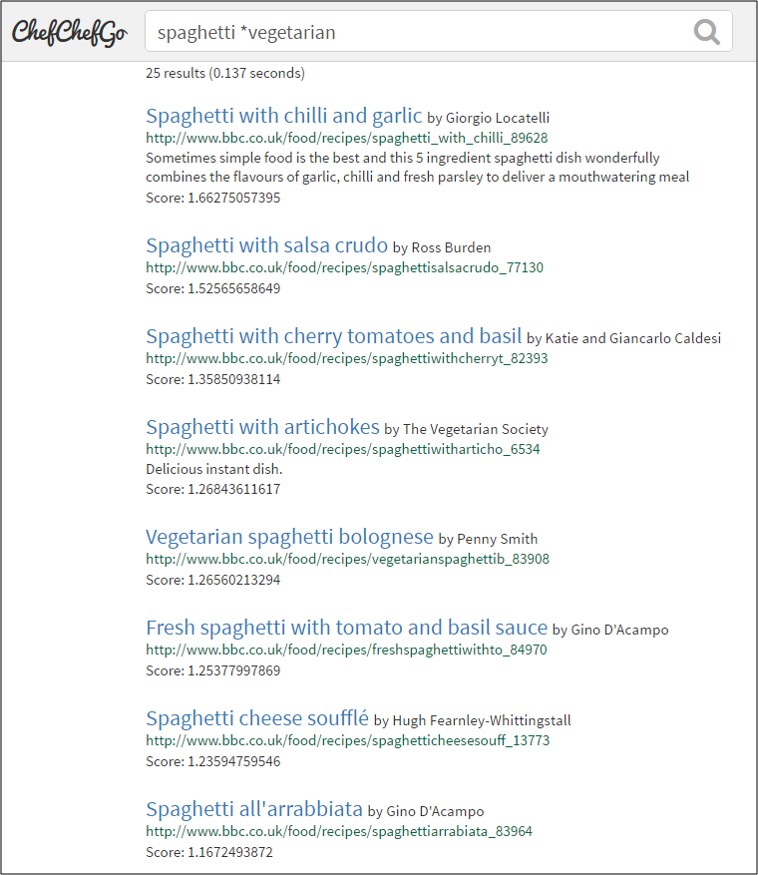 ChefChefGo
spaghetti *vegetarian
25 results (0.137 seconds)
Spaghetti with chilli and garlic by Giorgio Locatelli
http://www.bbc.co.uk/food/recipes/spaghetti_with_chilli_89628
Sometimes simple food is the best and this 5 ingredient spaghetti dish wonderfully
combines the flavours of garlic, chilli and fresh parsley to deliver a mouthwatering meal
Score: 1.66275057395
Spaghetti with salsa crudo by Ross Burden
http://www.bbc.co.uk/food/recipes/spaghettisalsacrudo_77130
Score: 1.52565658649
Spaghetti with cherry tomatoes and basil by Katie and Giancarlo Caldesi
http://www.bbc.co.uk/food/recipes/spaghettiwithcherryt_82393
Score: 1.35850938114
Spaghetti with artichokes by The Vegetarian Society
http://www.bbc.co.uk/food/recipes/spaghettiwitharticho_6534
Delicious instant dish.
Score: 1.26843611617
Vegetarian spaghetti bolognese by Penny Smith
http://www.bbc.co.uk/food/recipes/vegetarianspaghettib_83908
Score: 1.26560213294
Fresh spaghetti with tomato and basil sauce by Gino D'Acampo
http://www.bbc.co.uk/food/recipes/freshspaghettiwithto_84970
Score: 1.25377997869
Spaghetti cheese soufflé by Hugh Fearnley-Whittingstall
http://www.bbc.co.uk/food/recipes/spaghetticheesesouff_13773
Score: 1.23594759546
Spaghetti all'arrabbiata by Gino D'Acampo
http://www.bbc.co.uk/food/recipes/spaghettiarrabiata_83964
Score: 1.1672493872